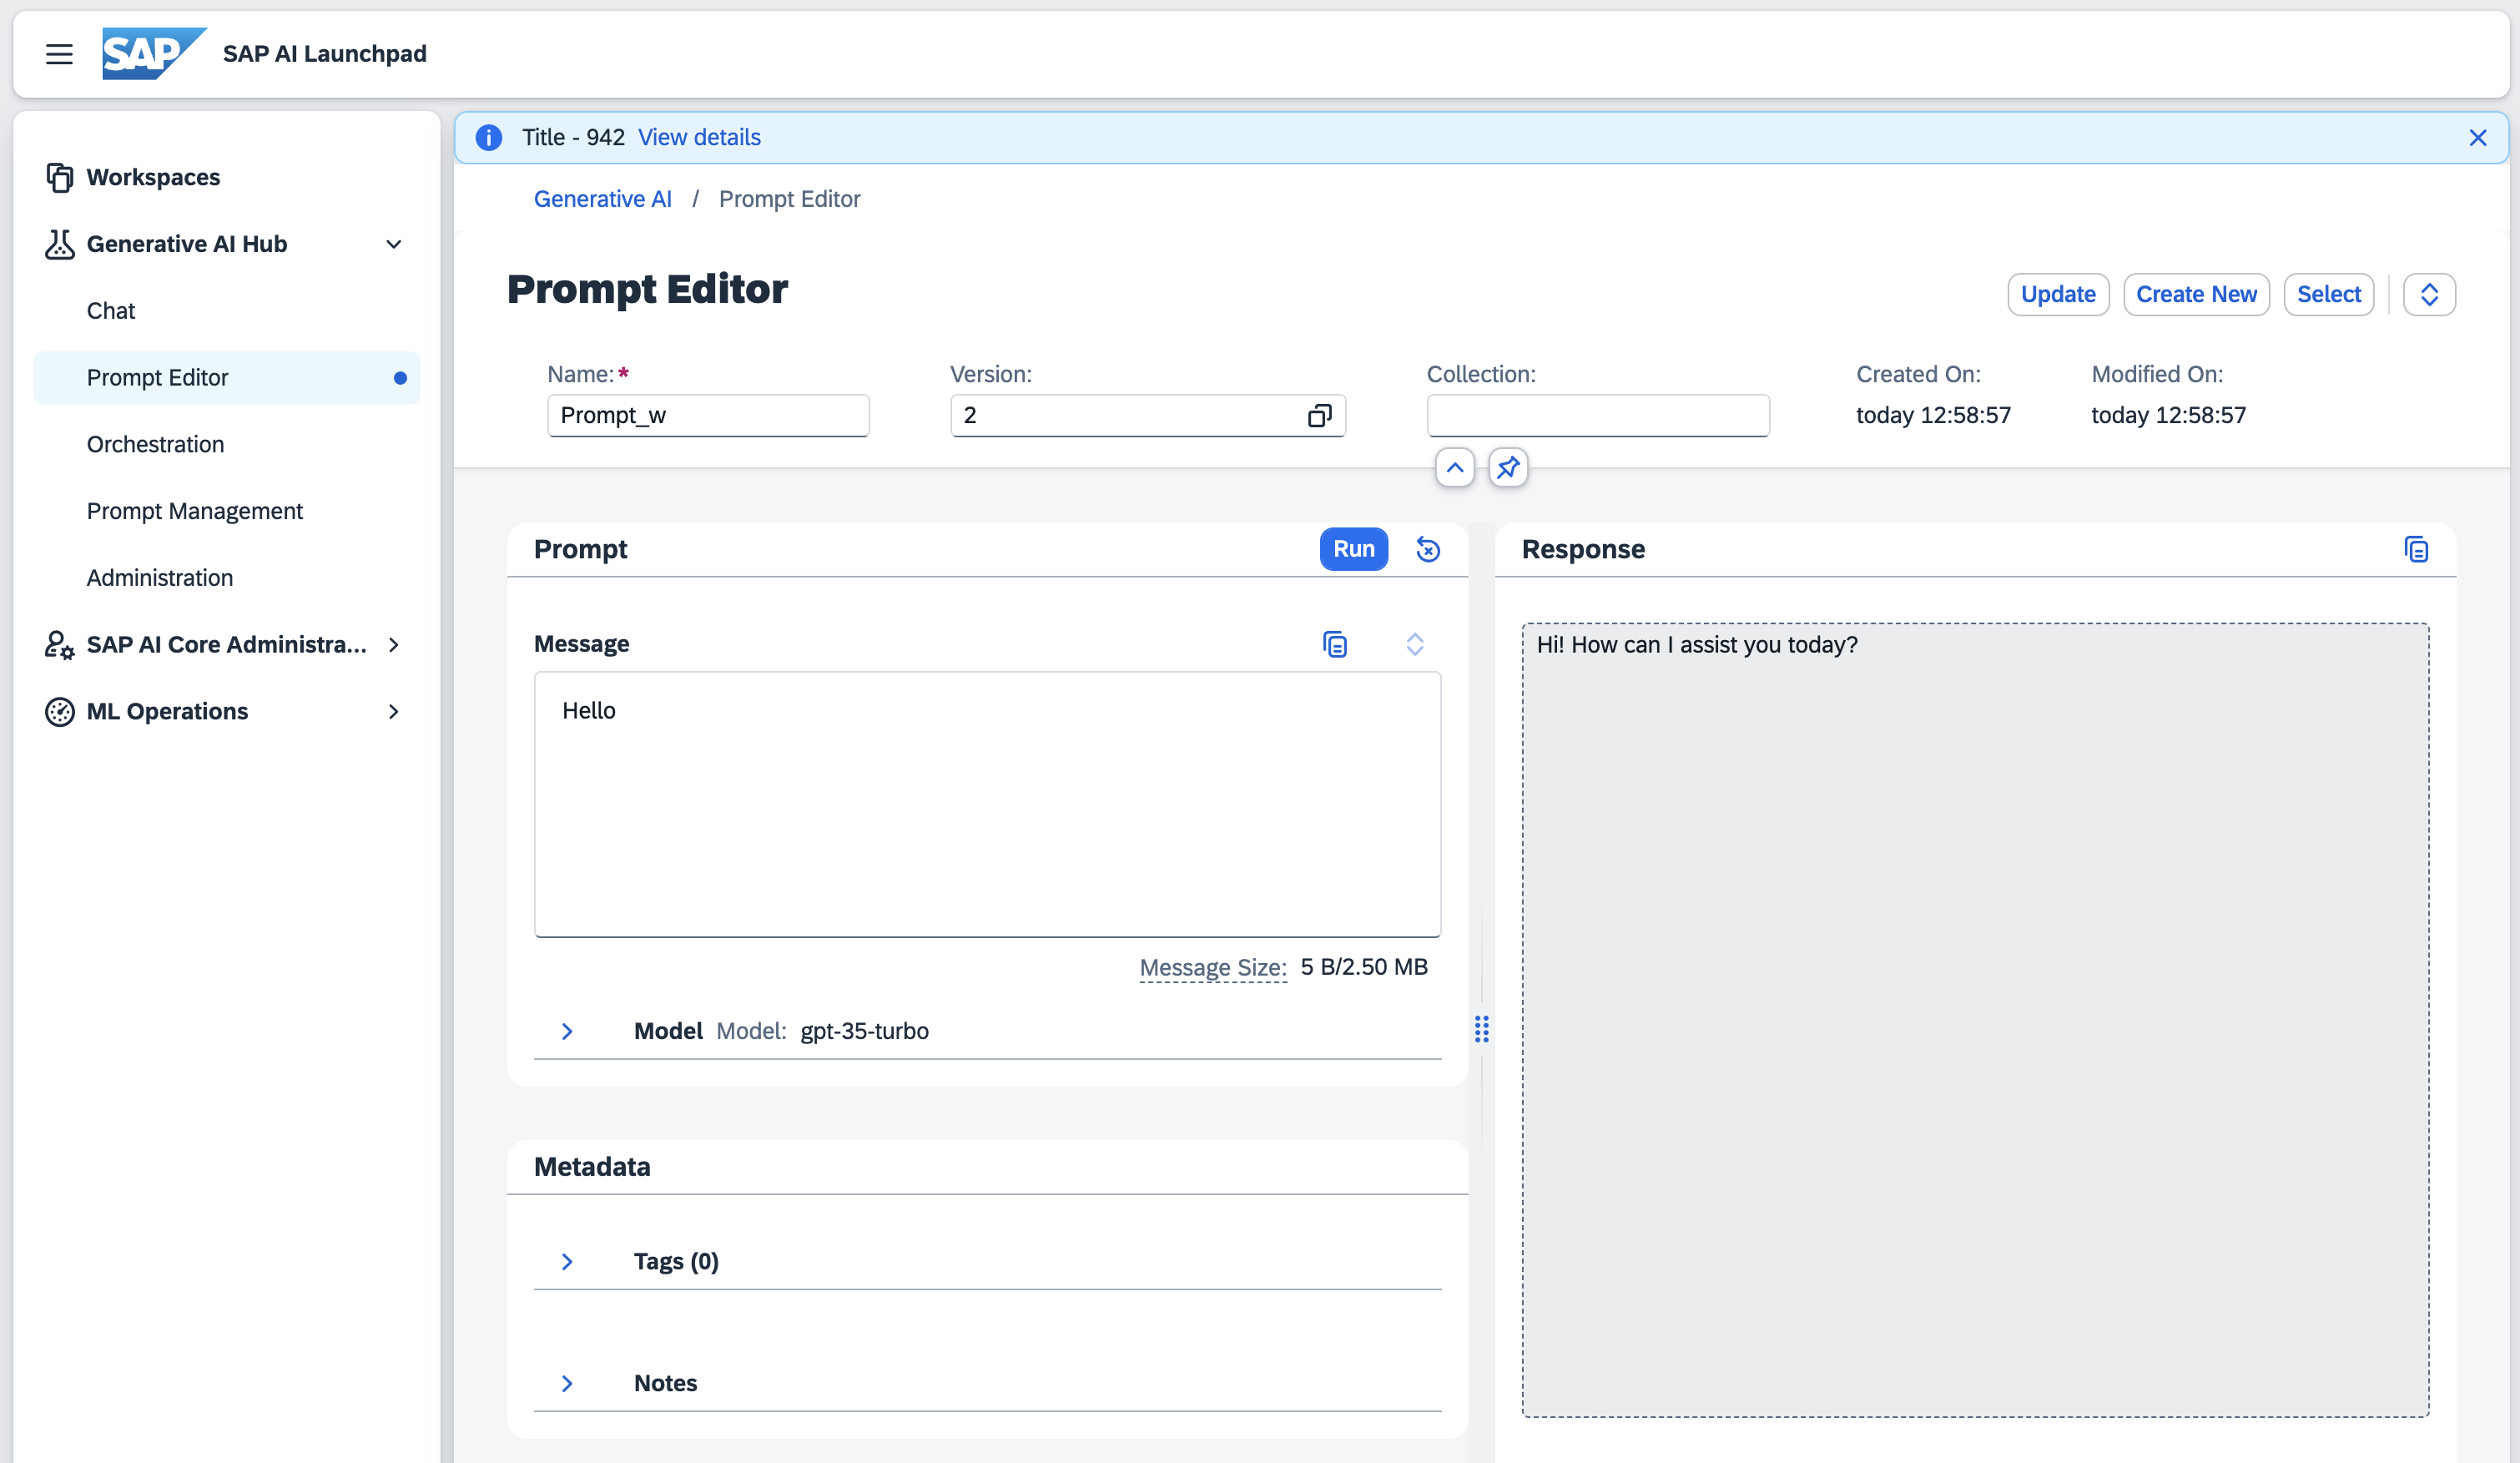 SAP SAP AI Launchpad
Workspaces
Generative AI Hub
Chat
Prompt Editor
Orchestration
Prompt Management
Administration
SAP AI Core Administra...
ML Operations
Title - 942 View details
Generative AI / Prompt Editor
Prompt Editor
Update Create New Select
Name:* Version: Collection: Created On: Modified On:
Prompt_w 2 today 12:58:57 today 12:58:57
Prompt Run
Message
Hello
Message Size: 5 B/2.50 MB
Model Model: gpt-35-turbo
Metadata
Tags (0)
Notes
Response
Hi! How can I assist you today?